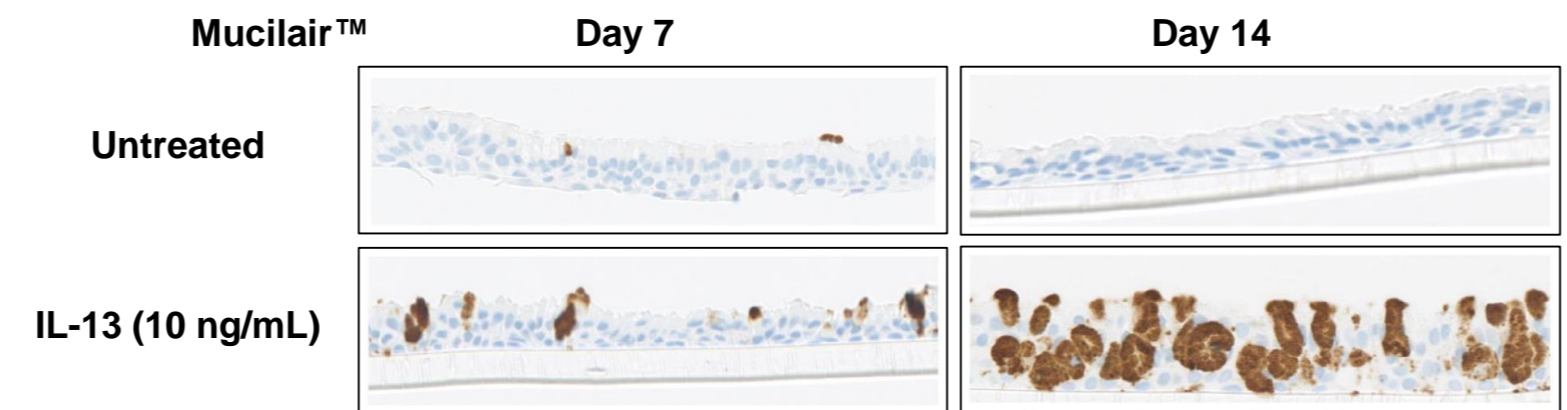 Mucilair™ Day 7 Day 14
Untreated
IL-13 (10 ng/mL)